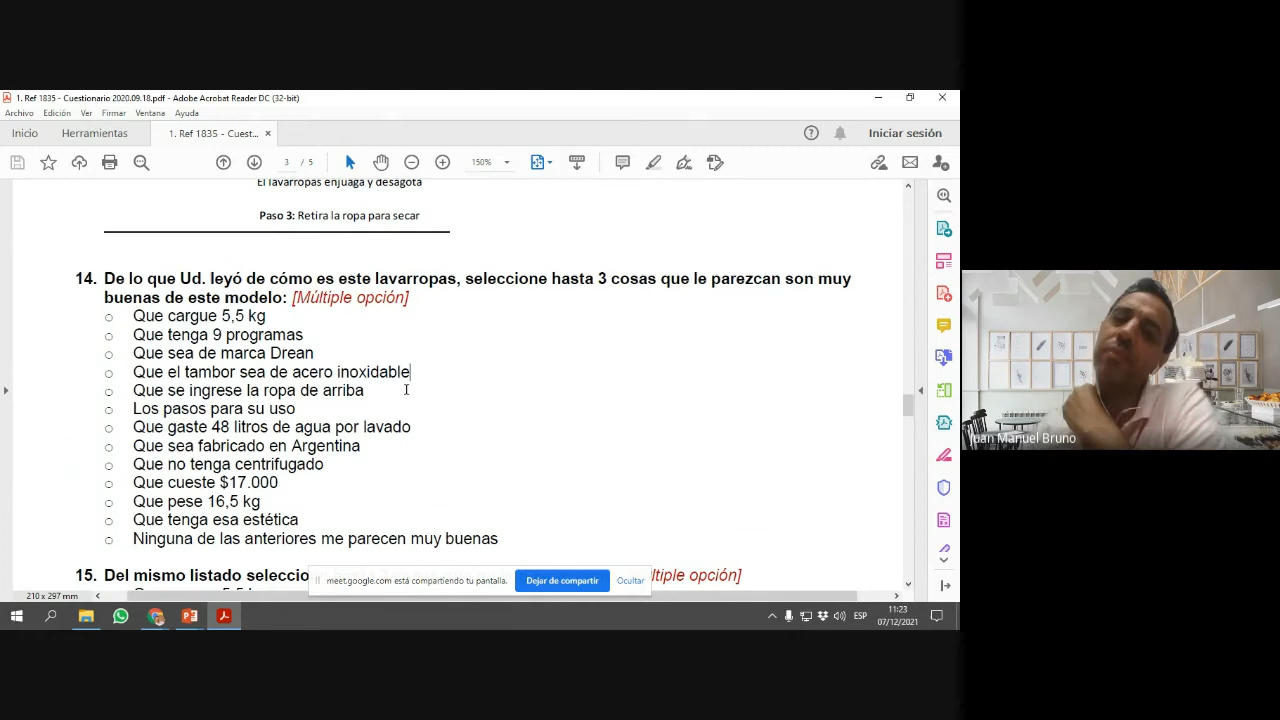 1. Ref 1835 - Cuestionario 2020.09.18.pdf - Adobe Acrobat Reader DC (32-bit)
Archivo Edición Ver Firmar Ventana Ayuda
Inicio Herramientas 1. Ref 1835 - Cuest... × Iniciar sesión
3 / 5 150%
El lavarropas enjuaga y desagota
Paso 3: Retira la ropa para secar
14. De lo que Ud. leyó de cómo es este lavarropas, seleccione hasta 3 cosas que le parezcan son muy
buenas de este modelo: [Múltiple opción]
Que cargue 5,5 kg
Que tenga 9 programas
Que sea de marca Drean
Que el tambor sea de acero inoxidable
Que se ingrese la ropa de arriba
Los pasos para su uso
Que gaste 48 litros de agua por lavado
Que sea fabricado en Argentina
Que no tenga centrifugado
Que cueste $17.000
Que pese 16,5 kg
Que tenga esa estética
Ninguna de las anteriores me parecen muy buenas
15. Del mismo listado seleccio
ltiple opción]
meet.google.com está compartiendo tu pantalla. Dejar de compartir Ocultar
210 x 297 mm
ESP
11:23
07/12/2021
Juan Manuel Bruno